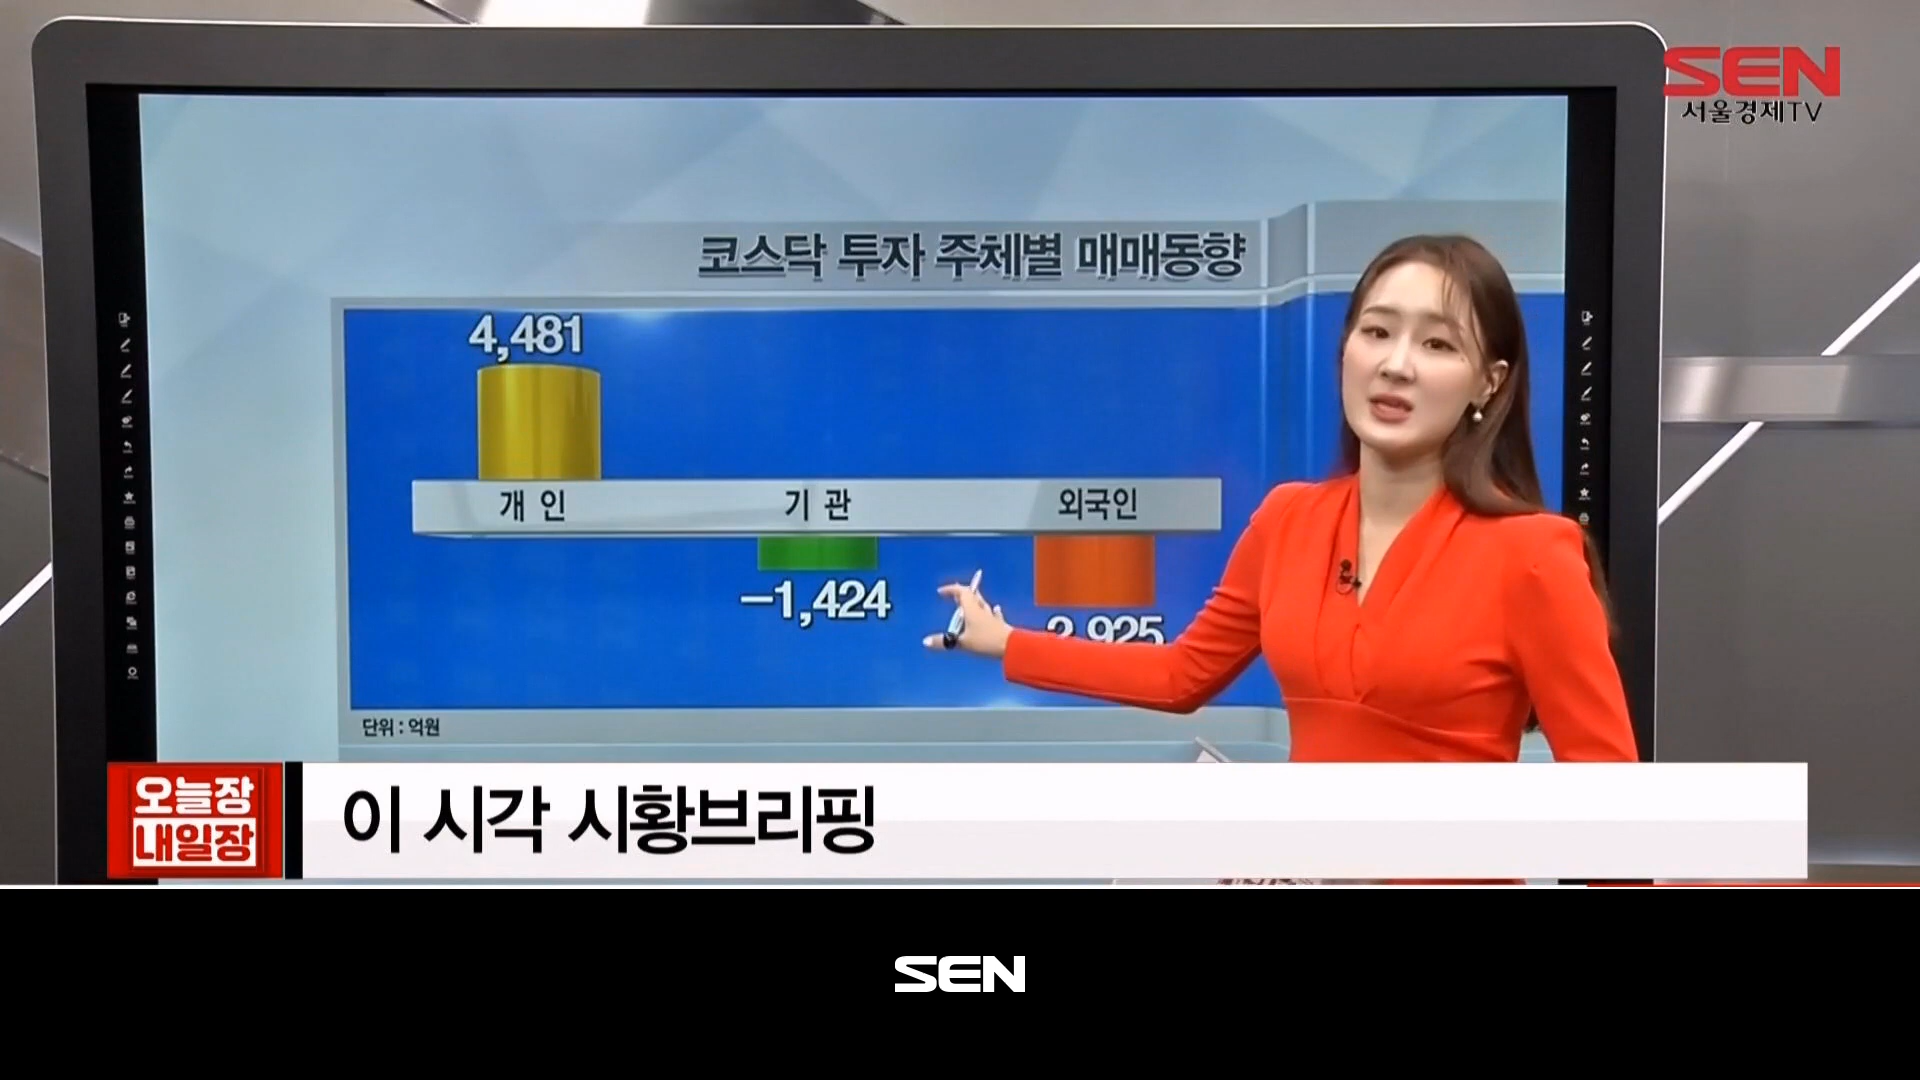 SEN
서울경제TV
코스닥 투자 주체별 매매동향
4,481
개인 기관 외국인
-1,424
2,925
단위 : 억원
오늘장
내일장
이 시각 시황브리핑
SEN